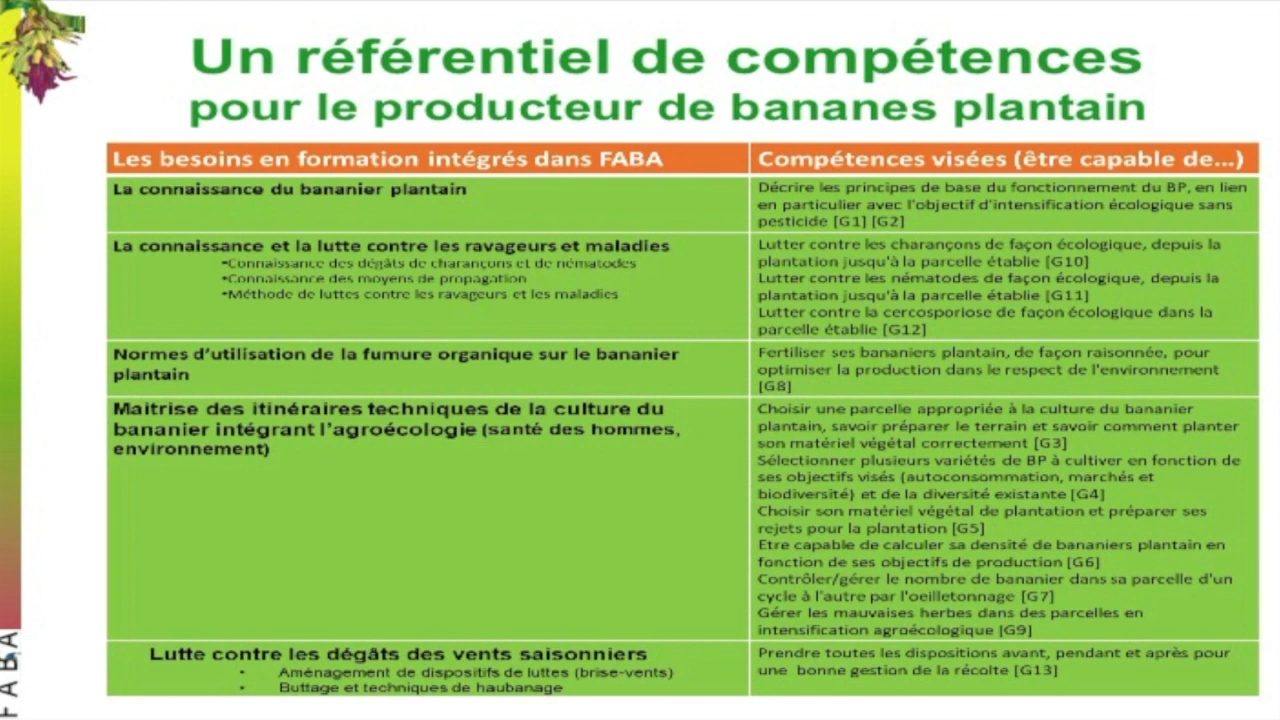 Un référentiel de compétences
pour le producteur de bananes plantain
Les besoins en formation intégrés dans FABA
Compétences visées (être capable de...)
La connaissance du bananier plantain
Décrire les principes de base du fonctionnement du BP, en lien
en particulier avec l'objectif d'intensification écologique sans
pesticide [G1] [G2]
La connaissance et la lutte contre les ravageurs et maladies
•Connaissance des dégâts de charançons et de nématodes
•Connaissance des moyens de propagation
•Méthode de luttes contre les ravageurs et les maladies
Lutter contre les charançons de façon écologique, depuis la
plantation jusqu'à la parcelle établie [G10]
Lutter contre les nématodes de façon écologique, depuis la
plantation jusqu'à la parcelle établie [G11]
Lutter contre la cercosporiose de façon écologique dans la
parcelle établie [G12]
Normes d'utilisation de la fumure organique sur le bananier
plantain
Fertiliser ses bananiers plantain, de façon raisonnée, pour
optimiser la production dans le respect de l'environnement
[G8]
Maitrise des itinéraires techniques de la culture du
bananier intégrant l'agroécologie (santé des hommes,
environnement)
Choisir une parcelle appropriée à la culture du bananier
plantain, savoir préparer le terrain et savoir comment planter
son matériel végétal correctement [G3]
Sélectionner plusieurs variétés de BP à cultiver en fonction de
ses objectifs visés (autoconsommation, marchés et
biodiversité) et de la diversité existante [G4]
Choisir son matériel végétal de plantation et préparer ses
rejets pour la plantation [G5]
Etre capable de calculer sa densité de bananiers plantain en
fonction de ses objectifs de production [G6]
Contrôler/gérer le nombre de bananier dans sa parcelle d'un
cycle à l'autre par l'oeilletonnage [G7]
Gérer les mauvaises herbes dans des parcelles en
intensification agroécologique [G9]
Lutte contre les dégâts des vents saisonniers
• Aménagement de dispositifs de luttes (brise-vents)
• Buttage et techniques de haubanage
Prendre toutes les dispositions avant, pendant et après pour
une bonne gestion de la récolte [G13]
FABA